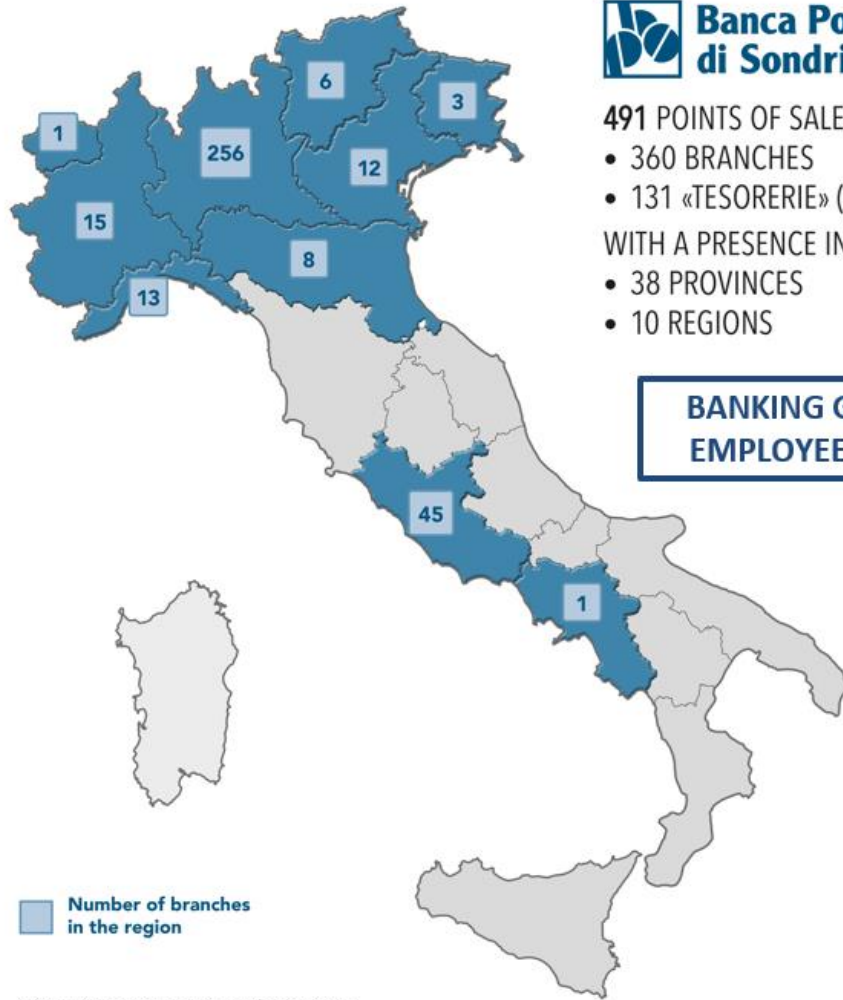 Banca Po
di Sondri
491 POINTS OF SALE
• 360 BRANCHES
• 131 «TESORERIE» (
WITH A PRESENCE IN
• 38 PROVINCES
• 10 REGIONS
BANKING G
EMPLOYEE
6
3
1
256
12
15
8
13
45
1
Number of branches
in the region